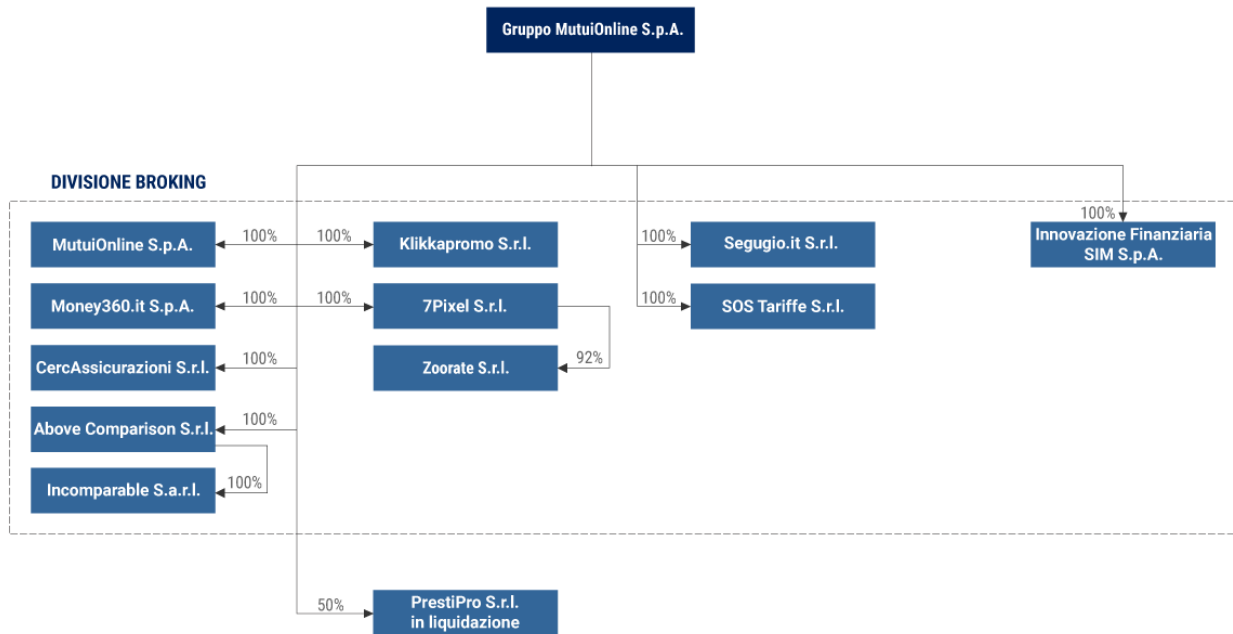 Gruppo MutuiOnline S.p.A.
DIVISIONE BROKING
100%
MutuiOnline S.p.A.
100%
100%
Klikkapromo S.r.l.
100%
Segugio.it S.r.l.
Innovazione Finanziaria
SIM S.p.A.
Money360.it S.p.A.
100%
100%
7Pixel S.r.l.
100%
SOS Tariffe S.r.l.
CercAssicurazioni S.r.l.
100%
Zoorate S.r.l.
92%
Above Comparison S.r.l.
100%
Incomparable S.a.r.l.
100%
50%
PrestiPro S.r.l.
in liquidazione